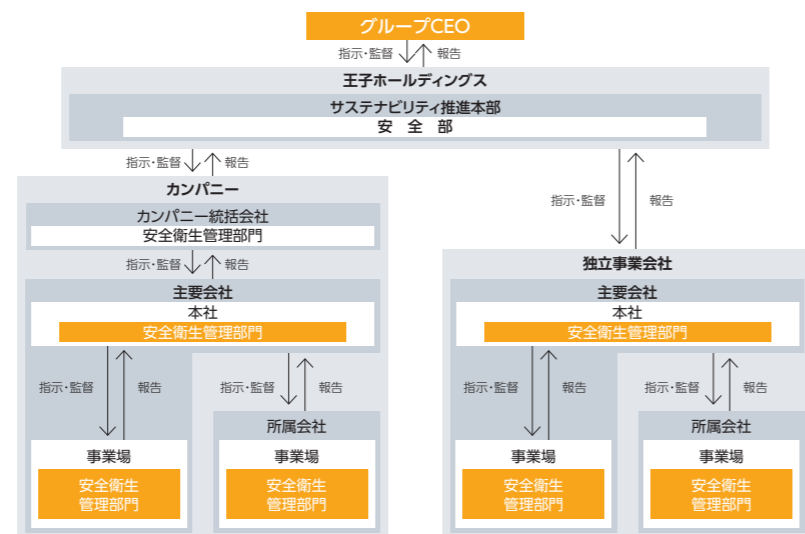 グループCEO
指示・監督 報告
王子ホールディングス
サステナビリティ推進本部
安 全 部
指示・監督 報告
カンパニー
カンパニー統括会社
安全衛生管理部門
指示・監督 報告
主要会社
本社
安全衛生管理部門
指示・監督 報告
指示・監督 報告
事業場
安全衛生
管理部門
所属会社
事業場
安全衛生
管理部門
指示・監督 報告
独立事業会社
主要会社
本社
安全衛生管理部門
指示・監督 報告
指示・監督 報告
事業場
安全衛生
管理部門
所属会社
事業場
安全衛生
管理部門